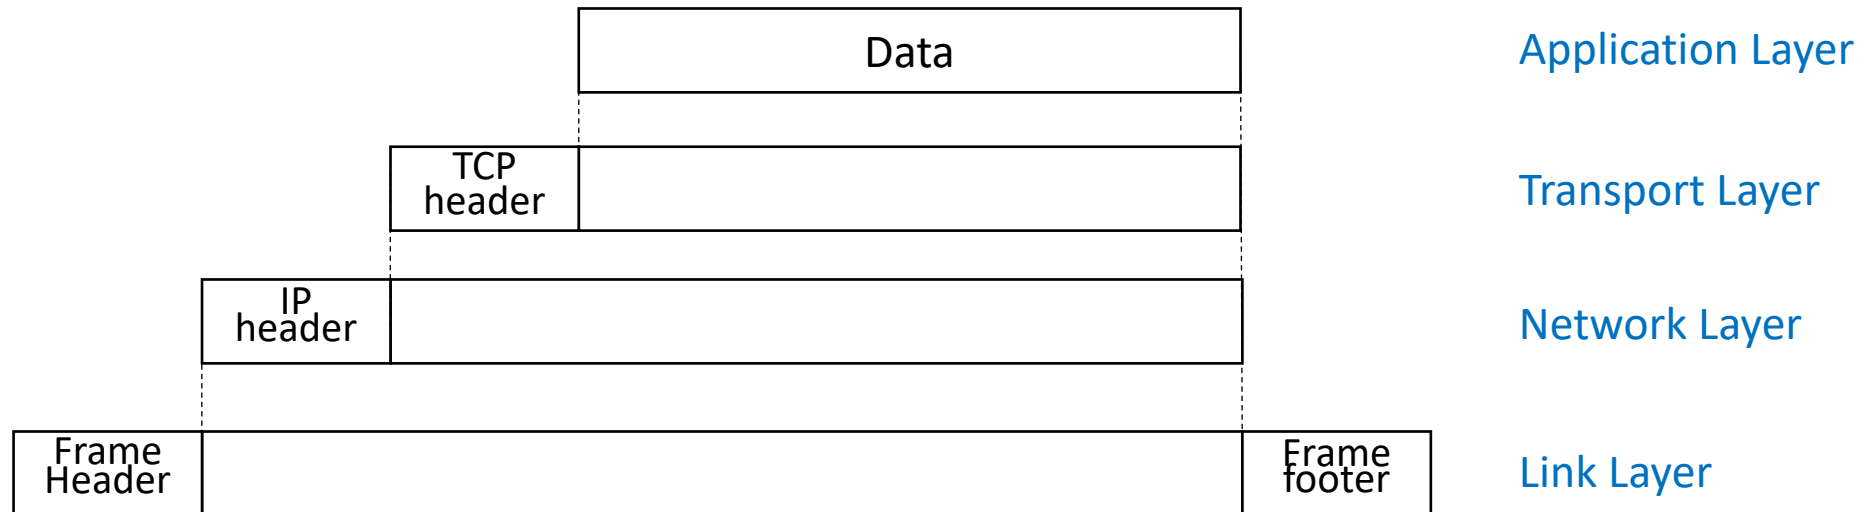 Data
Application Layer
TCP
header
Transport Layer
IP
header
Network Layer
Frame
Header
Frame
footer
Link Layer